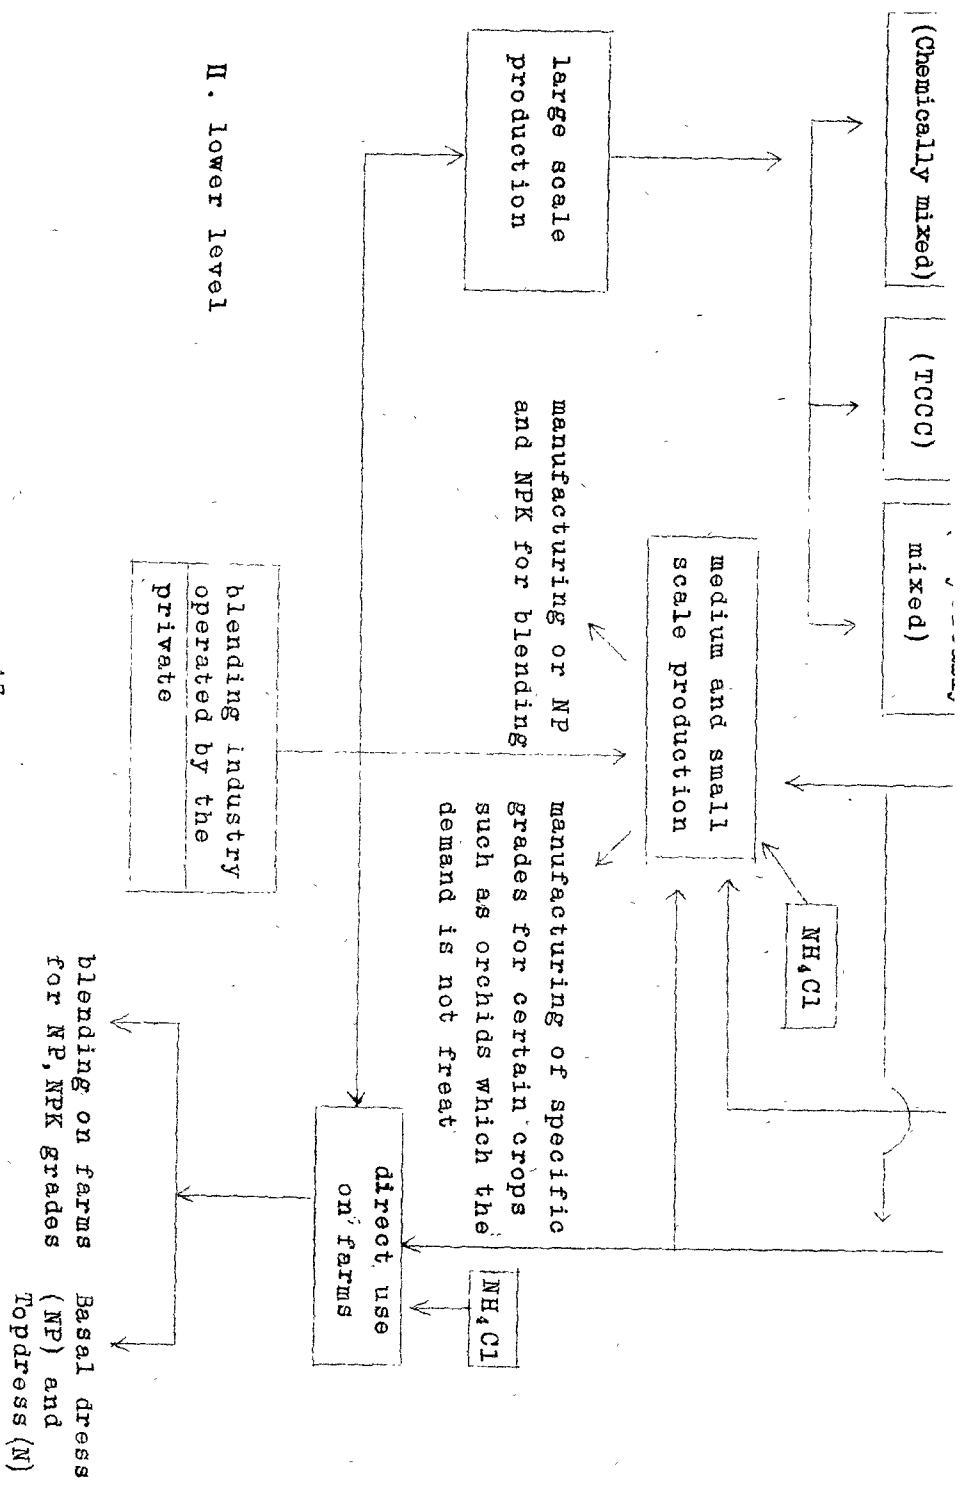 (Chemically mixed)
(TCCC)
mixed)
NH₄Cl
medium and small
scale production
large scale
production
manufacturing or NP
and NPK for blending
manufacturing of specific
grades for certain crops
such as orchids which the
demand is not freat
NH₄Cl
direct use
on farms
II. lower level
blending industry
operated by the
private
blending on farms
for NP,NPK grades
Basal dress
(NP) and
Topdress(N)